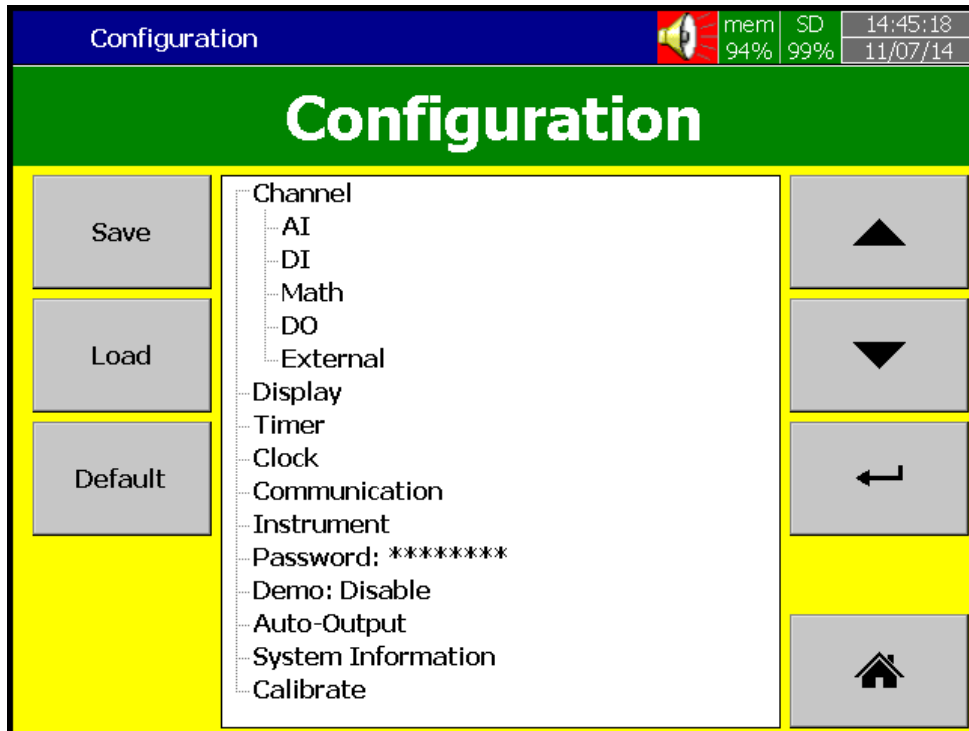 Configuration
mem SD 14:45:18
94% 99% 11/07/14
Configuration
Save
Load
Default
Channel
AI
DI
Math
DO
External
Display
Timer
Clock
Communication
Instrument
Password: ********
Demo: Disable
Auto-Output
System Information
Calibrate